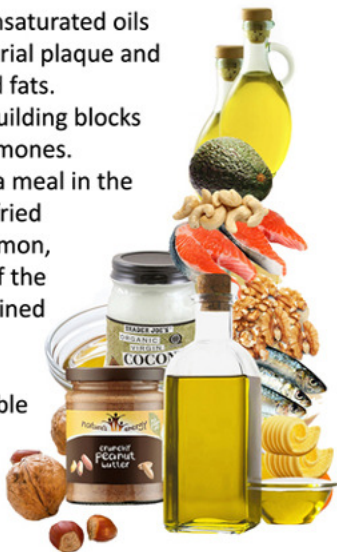 nsaturated oils
rial plaque and
l fats.
uilding blocks
mones.
a meal in the
ried
mon,
f the
ined
ble
TRADER JOE'S
ORGANIC
VIRGIN
COCON
crunchy
peanut
butter